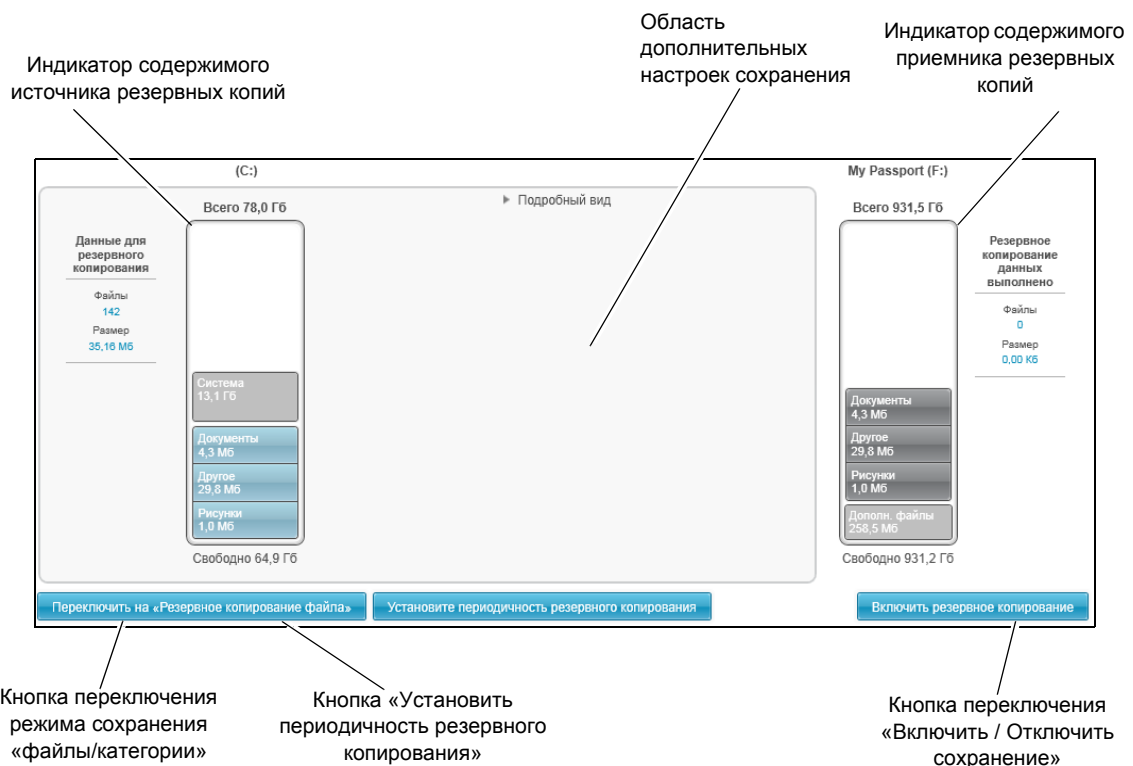 Индикатор содержимого
источника резервных копий
Область
дополнительных
настроек сохранения
Индикатор содержимого
приемника резервных
копий
(C:)
My Passport (F:)
Подробный вид
Всего 78,0 Гб
Данные для
резервного
копирования
Файлы
142
Размер
35,16 Мб
Система
13,1 Гб
Документы
4,3 Мб
Другое
29,8 Мб
Рисунки
1,0 Мб
Свободно 64,9 Гб
Всего 931,5 Гб
Документы
4,3 Мб
Другое
29,8 Мб
Рисунки
1,0 Мб
Дополн. файлы
258,5 Мб
Свободно 931,2 Гб
Резервное
копирование
данных
выполнено
Файлы
0
Размер
0,00 Кб
Переключить на «Резервное копирование файла»
Установите периодичность резервного копирования
Включить резервное копирование
Кнопка переключения
режима сохранения
«файлы/категории»
Кнопка «Установить
периодичность резервного
копирования»
Кнопка переключения
«Включить / Отключить
сохранение»